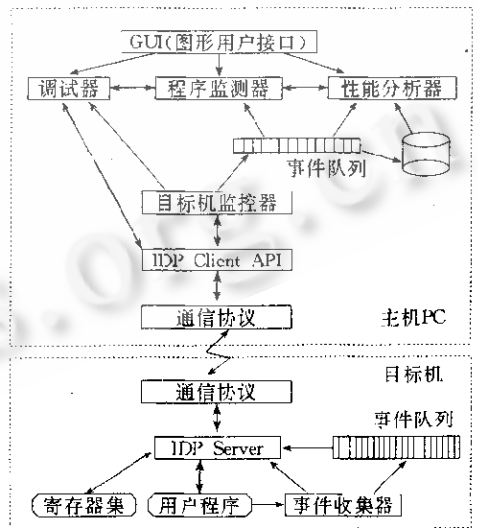 GUI(图形用户接口)
调试器 程序监测器 性能分析器
事件队列
目标机监控器
IDP Client API
通信协议 主机PC
目标机
通信协议
事件队列
IDP Server
寄存器集 用户程序 事件收集器